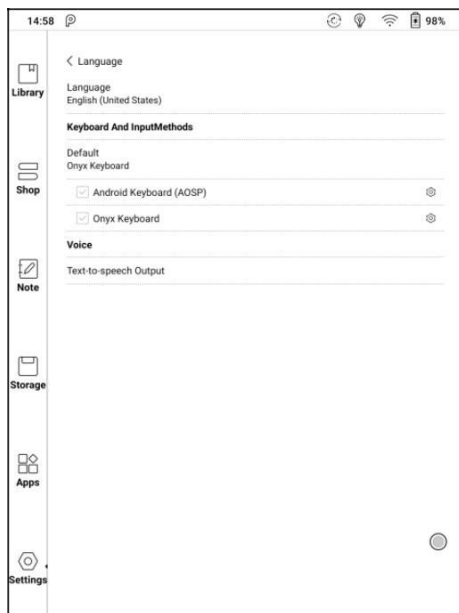 14:58
98%
Language
Library
Language
English (United States)
Keyboard And InputMethods
Default
Onyx Keyboard
Shop
Android Keyboard (AOSP)
Onyx Keyboard
Voice
Text-to-speech Output
Note
Storage
Apps
Settings